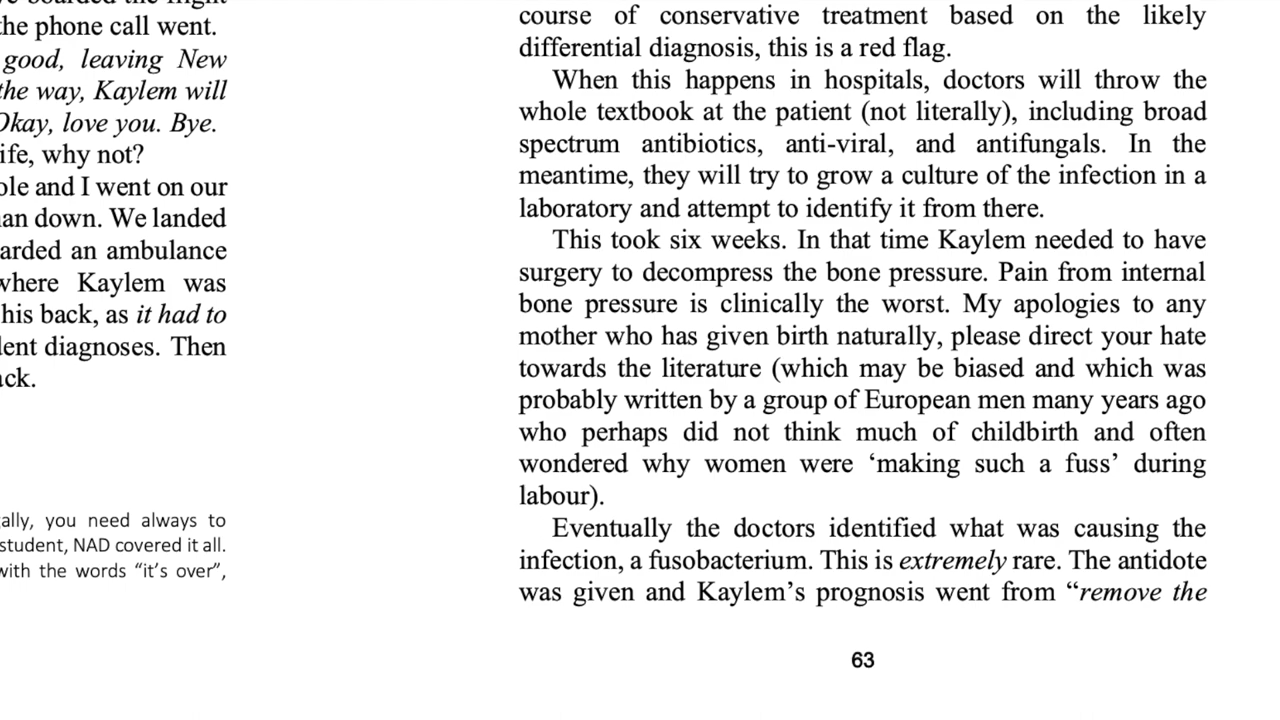 the phone call went.
good, leaving New
the way, Kaylem will
Okay, love you. Bye.
ife, why not?
ole and I went on our
an down. We landed
arded an ambulance
where Kaylem was
his back, as it had to
lent diagnoses. Then
ack.
ally, you need always to
student, NAD covered it all.
with the words “it’s over”,
course of conservative treatment based on the likely
differential diagnosis, this is a red flag.
When this happens in hospitals, doctors will throw the
whole textbook at the patient (not literally), including broad
spectrum antibiotics, anti-viral, and antifungals. In the
meantime, they will try to grow a culture of the infection in a
laboratory and attempt to identify it from there.
This took six weeks. In that time Kaylem needed to have
surgery to decompress the bone pressure. Pain from internal
bone pressure is clinically the worst. My apologies to any
mother who has given birth naturally, please direct your hate
towards the literature (which may be biased and which was
probably written by a group of European men many years ago
who perhaps did not think much of childbirth and often
wondered why women were ‘making such a fuss’ during
labour).
Eventually the doctors identified what was causing the
infection, a fusobacterium. This is extremely rare. The antidote
was given and Kaylem’s prognosis went from “remove the
63